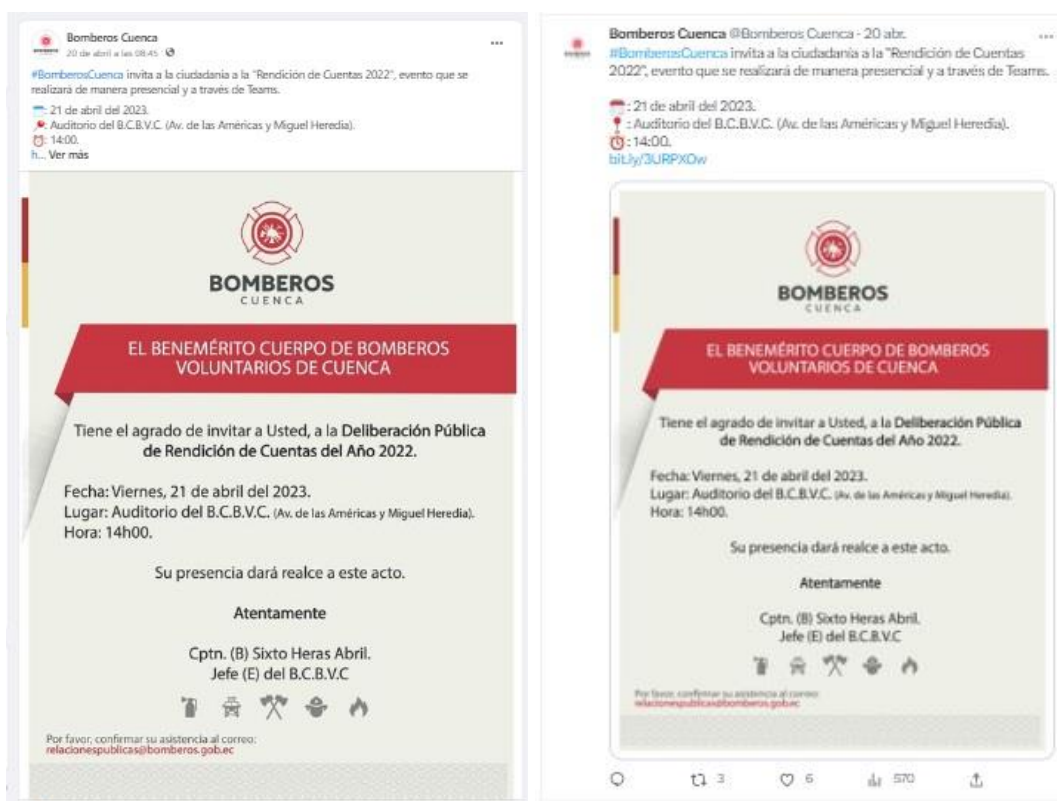 Bomberos Cuenca
20 de abril a las 08:45
#BomberosCuenca invita a la ciudadanía a la "Rendición de Cuentas 2022", evento que se
realizará de manera presencial y a través de Teams.
: 21 de abril del 2023.
: Auditorio del B.C.B.V.C. (Av. de las Américas y Miguel Heredia).
: 14:00.
h... Ver más
BOMBEROS
CUENCA
EL BENEMÉRITO CUERPO DE BOMBEROS
VOLUNTARIOS DE CUENCA
Tiene el agrado de invitar a Usted, a la Deliberación Pública
de Rendición de Cuentas del Año 2022.
Fecha: Viernes, 21 de abril del 2023.
Lugar: Auditorio del B.C.B.V.C. (Av. de las Américas y Miguel Heredia).
Hora: 14h00.
Su presencia dará realce a este acto.
Atentamente
Cptn. (B) Sixto Heras Abril.
Jefe (E) del B.C.B.V.C
Por favor, confirmar su asistencia al correo:
relacionespublicas@bomberos.gob.ec
Bomberos Cuenca @Bomberos Cuenca - 20 abr.
#BomberosCuenca invita a la ciudadanía a la "Rendición de Cuentas
2022", evento que se realizará de manera presencial y a través de Teams.
: 21 de abril del 2023.
: Auditorio del B.C.B.V.C. (Av. de las Américas y Miguel Heredia).
: 14:00.
bit.ly/3URPXOw
BOMBEROS
CUENCA
EL BENEMÉRITO CUERPO DE BOMBEROS
VOLUNTARIOS DE CUENCA
Tiene el agrado de invitar a Usted, a la Deliberación Pública
de Rendición de Cuentas del Año 2022.
Fecha: Viernes, 21 de abril del 2023.
Lugar: Auditorio del B.C.B.V.C. (Av. de las Américas y Miguel Heredia).
Hora: 14h00.
Su presencia dará realce a este acto.
Atentamente
Cptn. (B) Sixto Heras Abril.
Jefe (E) del B.C.B.V.C
Por favor, confirmar su asistencia al correo:
relacionespublicas@bomberos.gob.ec
3 6 570